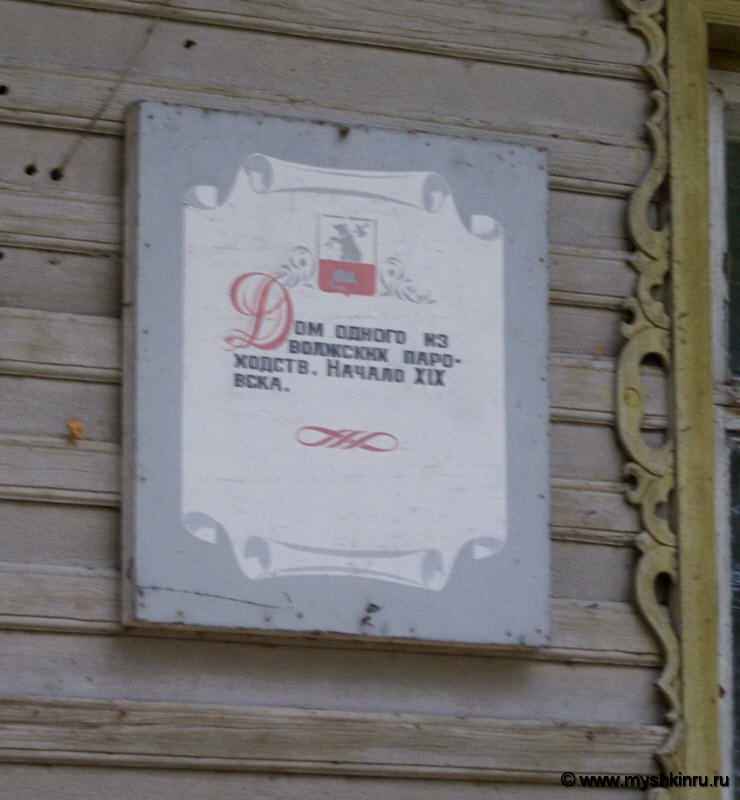 Дом одного из
волжских паро-
ходств. Начало XIX
века.
© www.myshkinru.ru